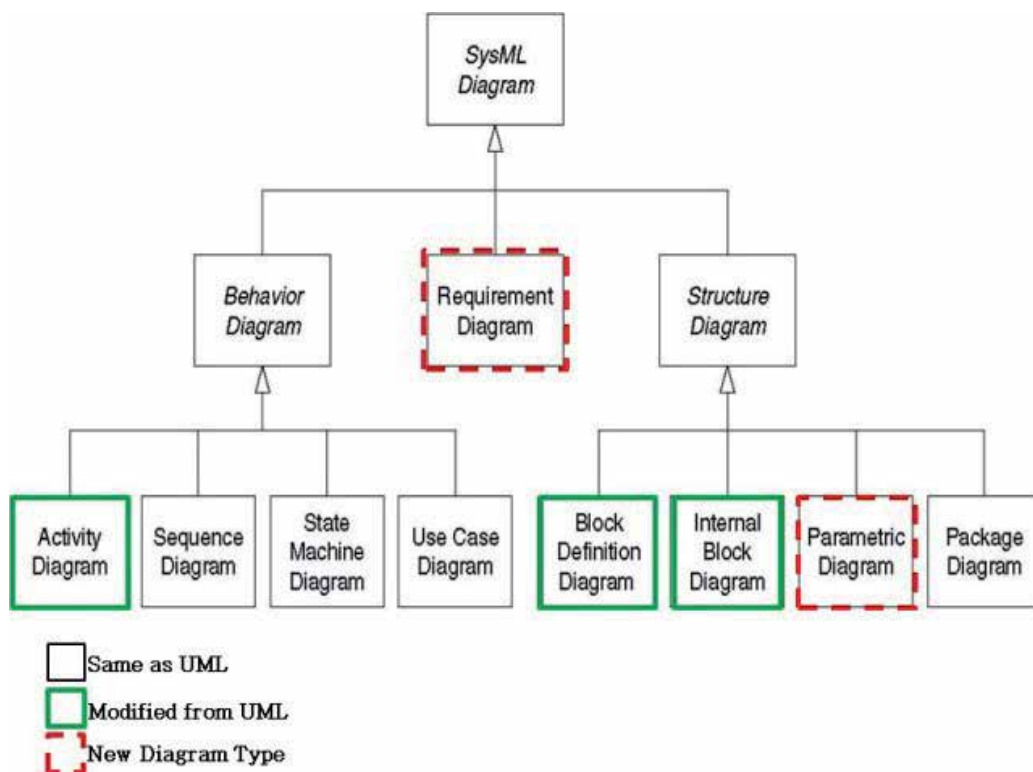 SysML
Diagram
Behavior
Diagram
Requirement
Diagram
Structure
Diagram
Activity
Diagram
Sequence
Diagram
State
Machine
Diagram
Use Case
Diagram
Block
Definition
Diagram
Internal
Block
Diagram
Parametric
Diagram
Package
Diagram
Same as UML
Modified from UML
New Diagram Type